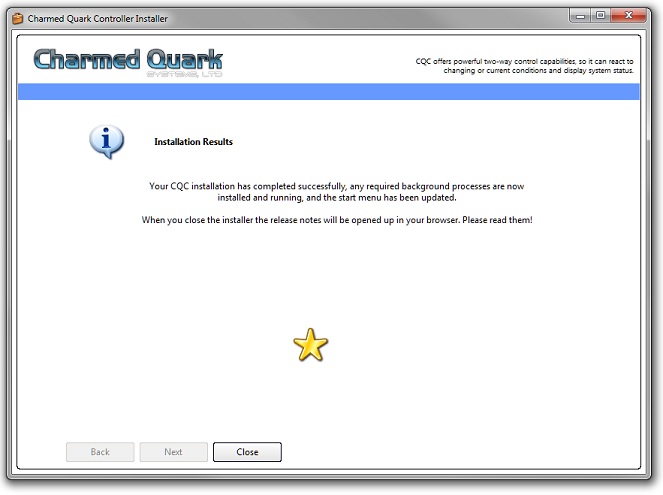 Charmed Quark Controller Installer
Charmed Quark
SYSTEMS, LTD
CQC offers powerful two-way control capabilities, so it can react to
changing or current conditions and display system status.
Installation Results
Your CQC installation has completed successfully, any required background processes are now
installed and running, and the start menu has been updated.
When you close the installer the release notes will be opened up in your browser. Please read them!
Back Next Close